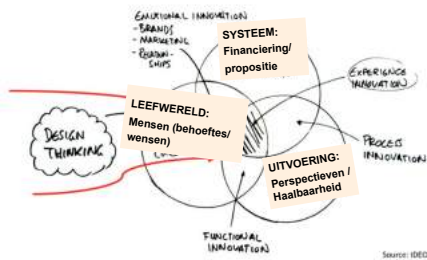 EMOTIONAL INNOVATION
- BRANDS
- MARKETING
- RELATION-
SHIPS
SYSTEEM:
Financiering/
propositie
EXPERIENCE
INNOVATION
LEEFWERELD:
Mensen (behoeftes/
wensen)
DESIGN
THINKING
PROCESS
INNOVATION
UITVOERING:
Perspectieven /
Haalbaarheid
FUNCTIONAL
INNOVATION
Source: IDEO